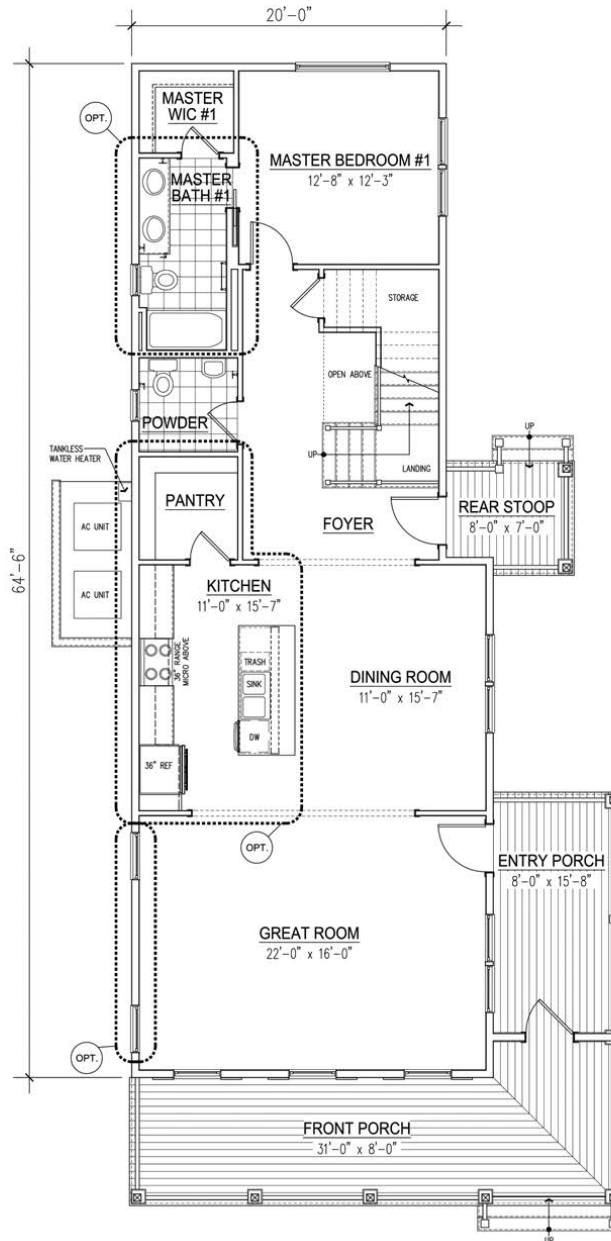 20'-0"
MASTER
WIC #1
OPT.
MASTER BEDROOM #1
12'-8" x 12'-3"
MASTER
BATH #1
STORAGE
OPEN ABOVE
POWDER
UP
TANKLESS
WATER HEATER
UP
LANDING
PANTRY
REAR STOOP
8'-0" x 7'-0"
AC UNIT
FOYER
64'-6"
AC UNIT
KITCHEN
11'-0" x 15'-7"
36" RANGE
MICRO ABOVE
TRASH
SINK
DINING ROOM
11'-0" x 15'-7"
DW
36" REF
OPT.
ENTRY PORCH
8'-0" x 15'-8"
GREAT ROOM
22'-0" x 16'-0"
OPT.
FRONT PORCH
31'-0" x 8'-0"
UP